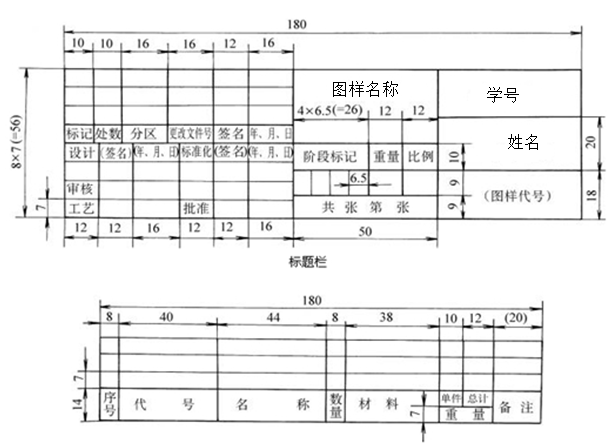 180
10 10 16 16 12 16
图样名称 学号
4×6.5(=26) 12 12
标记 处数 分区 更改文件号 签名 年、月、日
姓名
20
8×7(=56)
设计 (签名) (年、月、日) 标准化 (签名) (年、月、日)
阶段标记 重量 比例 10
6.5
审核
9
(图样代号) 18
7
工艺 批准
共 张 第 张 9
12 12 16 12 12 16 50
标题栏
180
8 40 44 8 38 10 12 (20)
7
14
序号 代 号 名 称 数量 材 料 单件 总计 备 注
7 重 量